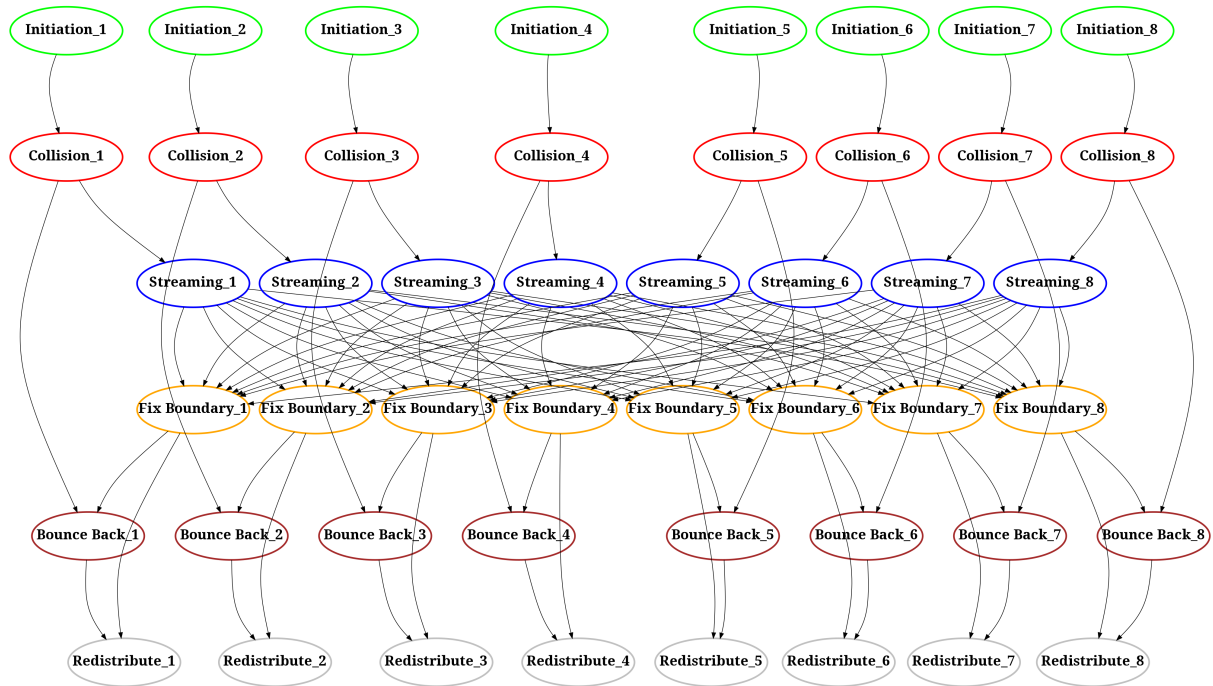 Initiation_1
Initiation_2
Initiation_3
Initiation_4
Initiation_5
Initiation_6
Initiation_7
Initiation_8
Collision_1
Collision_2
Collision_3
Collision_4
Collision_5
Collision_6
Collision_7
Collision_8
Streaming_1
Streaming_2
Streaming_3
Streaming_4
Streaming_5
Streaming_6
Streaming_7
Streaming_8
Fix Boundary_1
Fix Boundary_2
Fix Boundary_3
Fix Boundary_4
Fix Boundary_5
Fix Boundary_6
Fix Boundary_7
Fix Boundary_8
Bounce Back_1
Bounce Back_2
Bounce Back_3
Bounce Back_4
Bounce Back_5
Bounce Back_6
Bounce Back_7
Bounce Back_8
Redistribute_1
Redistribute_2
Redistribute_3
Redistribute_4
Redistribute_5
Redistribute_6
Redistribute_7
Redistribute_8